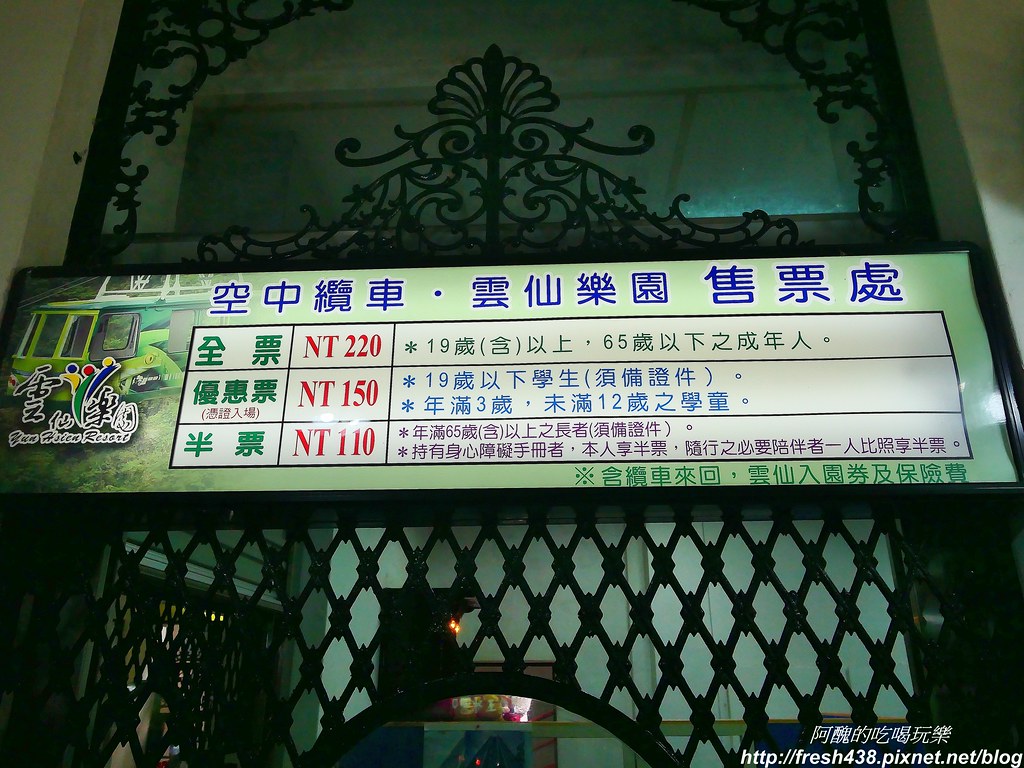 空中纜車·雲仙樂園 售票處
雲仙樂園
Yun Hsien Resort
全票 NT 220 ＊19歲(含)以上，65歲以下之成年人。
優惠票 (憑證入場) NT 150 ＊19歲以下學生(須備證件)。
＊年滿3歲，未滿12歲之學童。
半票 NT 110 ＊年滿65歲(含)以上之長者(須備證件)。
＊持有身心障礙手冊者，本人享半票，隨行之必要陪伴者一人比照享半票。
※含纜車來回，雲仙入園券及保險費
阿醜的吃喝玩樂
http://fresh438.pixnet.net/blog